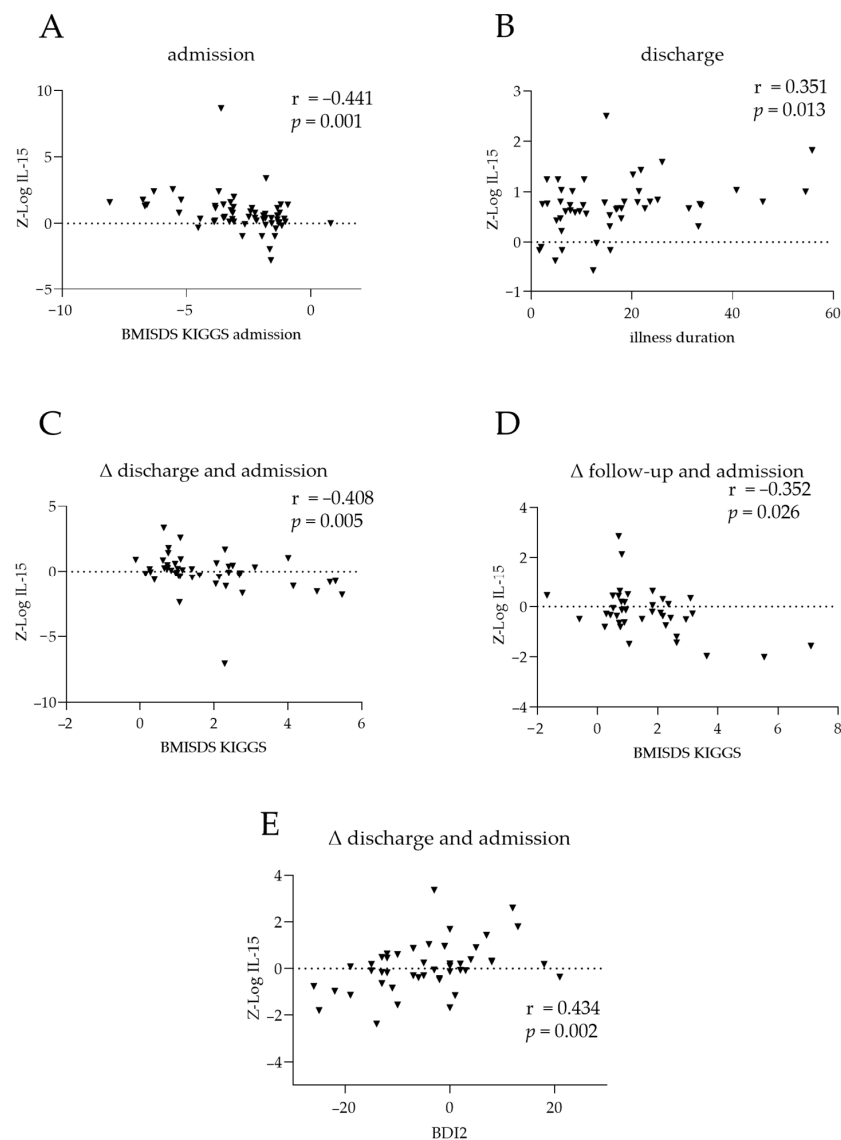 A
admission
r = –0.441
p = 0.001
10
5
0
–5
Z-Log IL-15
–10
–5
0
BMISDS KIGGS admission
B
discharge
r = 0.351
p = 0.013
3
2
1
0
–1
Z-Log IL-15
0
20
40
60
illness duration
C
Δ discharge and admission
r = –0.408
p = 0.005
5
0
–5
–10
Z-Log IL-15
–2
0
2
4
6
BMISDS KIGGS
D
Δ follow-up and admission
r = –0.352
p = 0.026
4
2
0
–2
–4
Z-Log IL-15
–2
0
2
4
6
8
BMISDS KIGGS
E
Δ discharge and admission
4
2
0
–2
–4
Z-Log IL-15
r = 0.434
p = 0.002
–20
0
20
BDI2